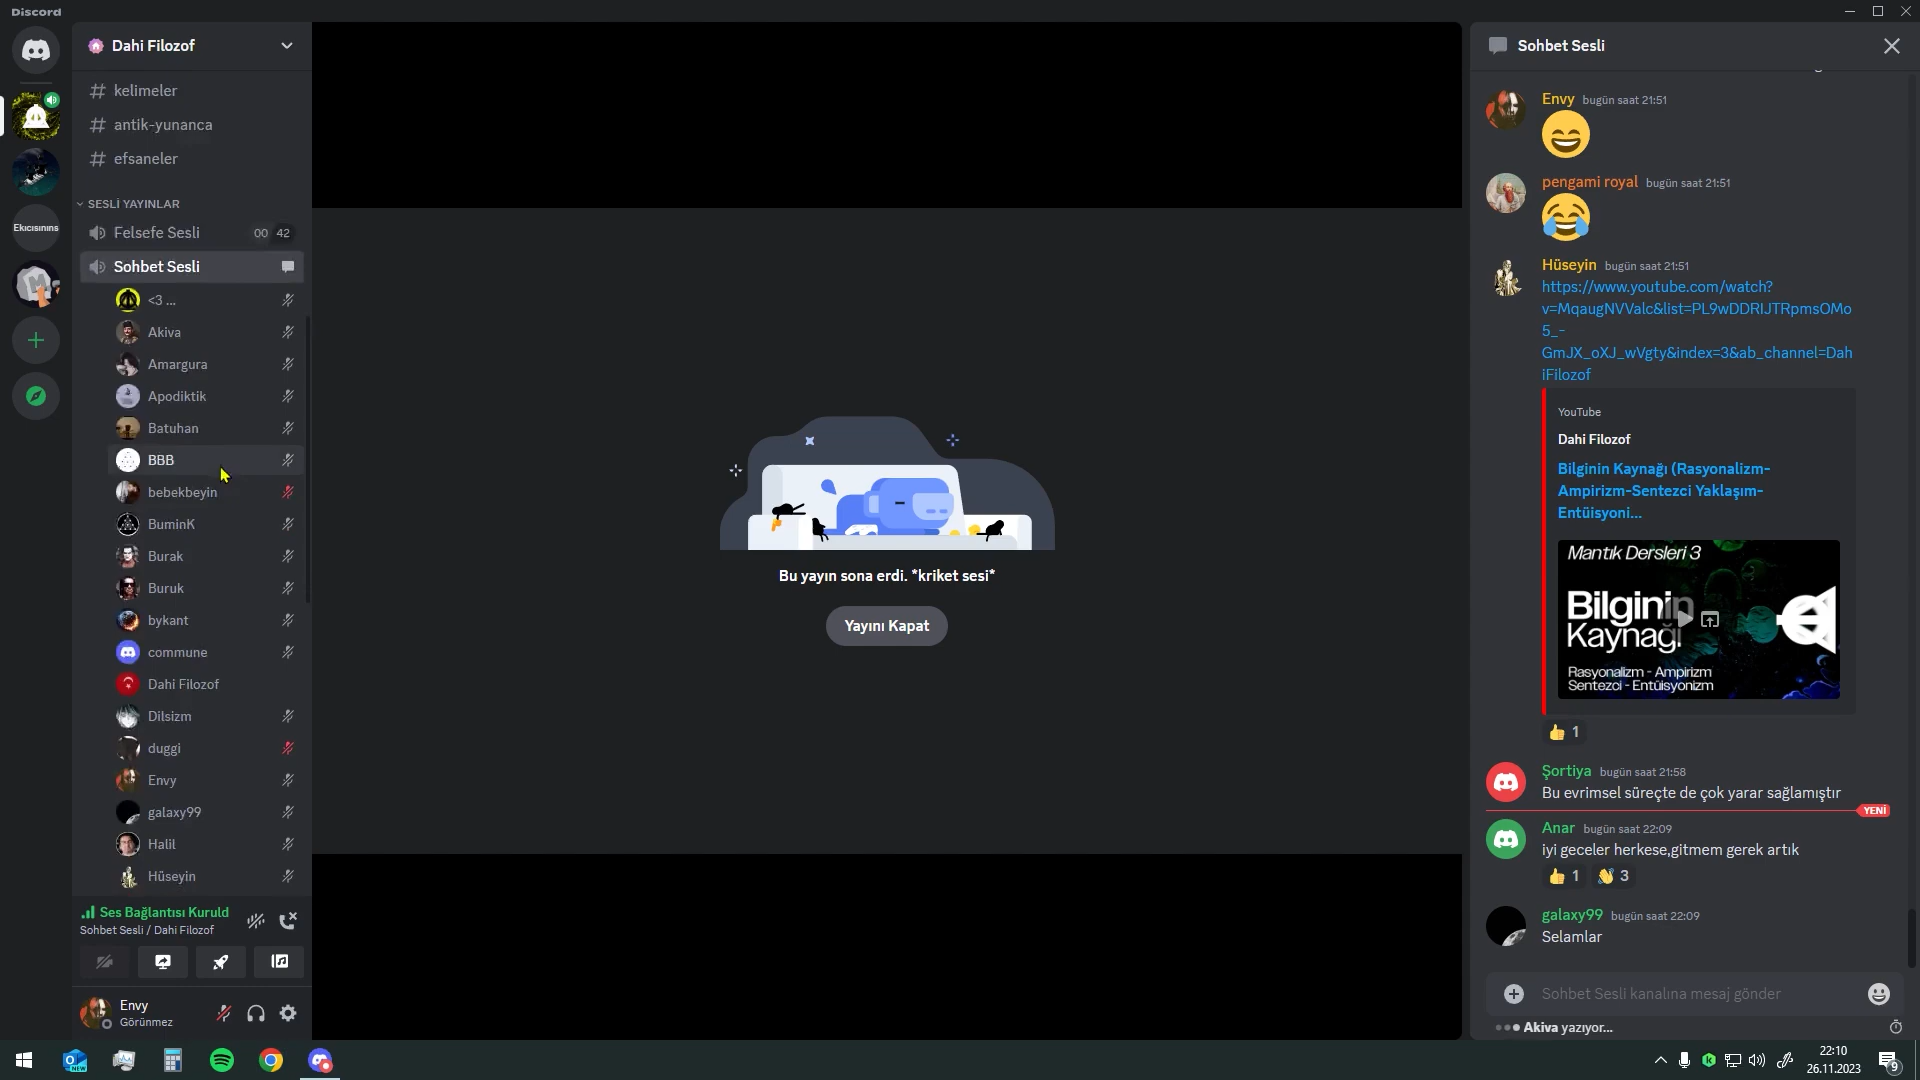 Discord
Dahi Filozof
# kelimeler
# antik-yunanca
# efsaneler
SESLİ YAYINLAR
Felsefe Sesli 00 42
Sohbet Sesli
<3 ...
Akiva
Amargura
Apodiktik
Batuhan
BBB
bebekbeyin
BuminK
Burak
Buruk
bykant
commune
Dahi Filozof
Dilsizm
duggi
Envy
galaxy99
Halil
Hüseyin
Ses Bağlantısı Kuruld
Sohbet Sesli / Dahi Filozof
Envy
Görünmez
Ekicisinins
Bu yayın sona erdi. *kriket sesi*
Yayını Kapat
Sohbet Sesli
Envy bugün saat 21:51
pengami royal bugün saat 21:51
Hüseyin bugün saat 21:51
https://www.youtube.com/watch?
v=MqaugNVValc&list=PL9wDDRIJTRpmsOMo
5_-
GmJX_oXJ_wVgty&index=3&ab_channel=Dah
iFilozof
YouTube
Dahi Filozof
Bilginin Kaynağı (Rasyonalizm-
Ampirizm-Sentezci Yaklaşım-
Entüisyoni...
Mantık Dersleri 3
Bilginin
Kaynağı
Rasyonalizm - Ampirizm
Sentezci - Entüisyonizm
1
Şortiya bugün saat 21:58
Bu evrimsel süreçte de çok yarar sağlamıştır
YENİ
Anar bugün saat 22:09
iyi geceler herkese,gitmem gerek artık
1 3
galaxy99 bugün saat 22:09
Selamlar
Sohbet Sesli kanalına mesaj gönder
Akiva yazıyor...
NEW
22:10
26.11.2023
9